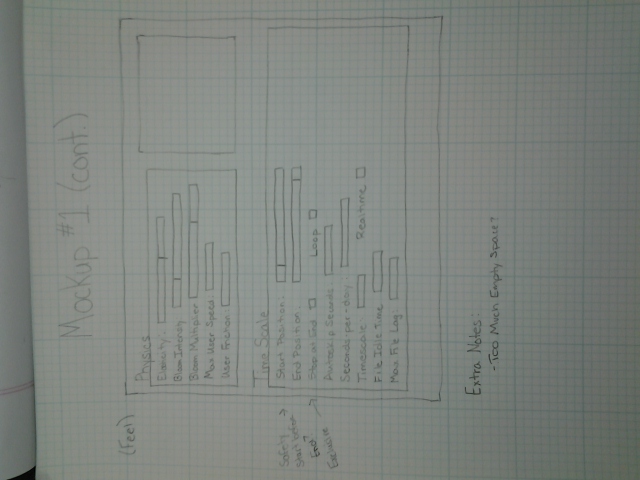 Mockup #1 (cont.)
(Feel)
Physics
Elasticity:
Bloom Intensity
Bloom Multiplier
Max User Speed:
User Friction:
Time Scale
Safety
Start before
End?
Exclusive
Start Position:
End Position:
Stop at End Loop
Autoskip Seconds:
Seconds-per-day:
Timescale: Realtime
File Idle Time
Max File Lag:
Extra Notes:
- Too Much Empty Space?